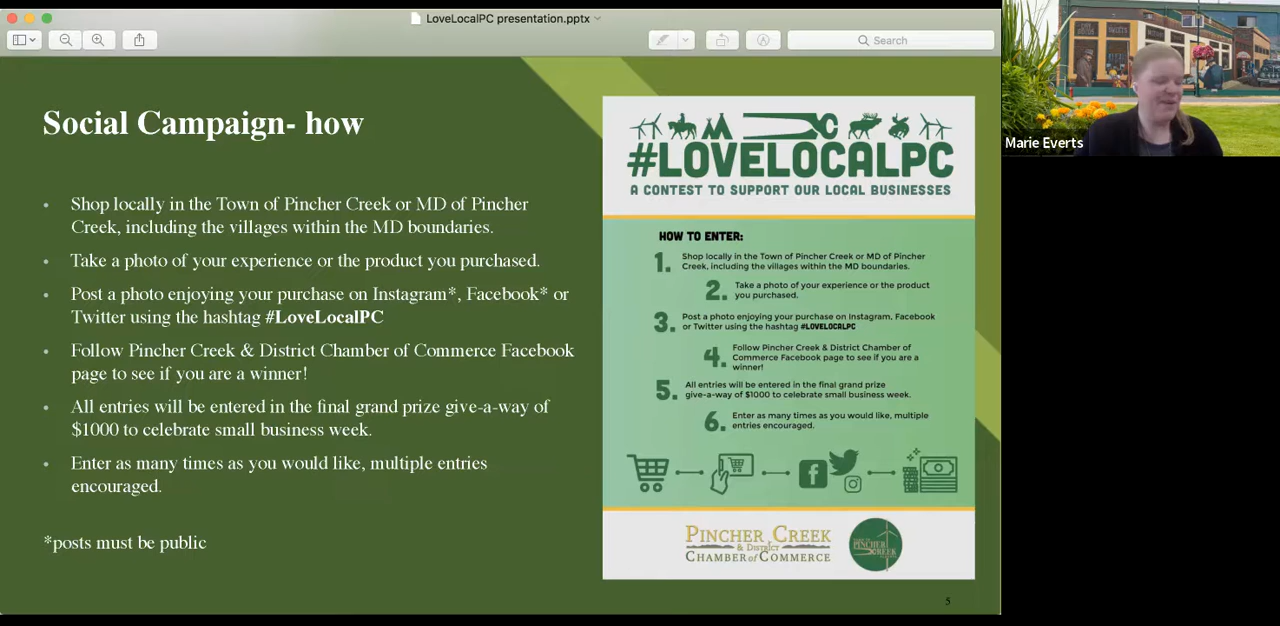 LoveLocalPC presentation.pptx
Search
Social Campaign- how
• Shop locally in the Town of Pincher Creek or MD of Pincher
Creek, including the villages within the MD boundaries.
• Take a photo of your experience or the product you purchased.
• Post a photo enjoying your purchase on Instagram*, Facebook* or
Twitter using the hashtag #LoveLocalPC
• Follow Pincher Creek & District Chamber of Commerce Facebook
page to see if you are a winner!
• All entries will be entered in the final grand prize give-a-way of
$1000 to celebrate small business week.
• Enter as many times as you would like, multiple entries
encouraged.
*posts must be public
#LOVELOCALPC
A CONTEST TO SUPPORT OUR LOCAL BUSINESSES
HOW TO ENTER:
1. Shop locally in the Town of Pincher Creek or MD of Pincher
Creek, including the villages within the MD boundaries.
2. Take a photo of your experience or the product
you purchased.
3. Post a photo enjoying your purchase on Instagram, Facebook
or Twitter using the hashtag #LOVELOCALPC
4. Follow Pincher Creek & District Chamber of
Commerce Facebook page to see if you are a
winner!
5. All entries will be entered in the final grand prize
give-a-way of $1000 to celebrate small business week.
6. Enter as many times as you would like, multiple
entries encouraged.
PINCHER CREEK
& DISTRICT
CHAMBER of COMMERCE
PINCHER
CREEK
5
Marie Everts